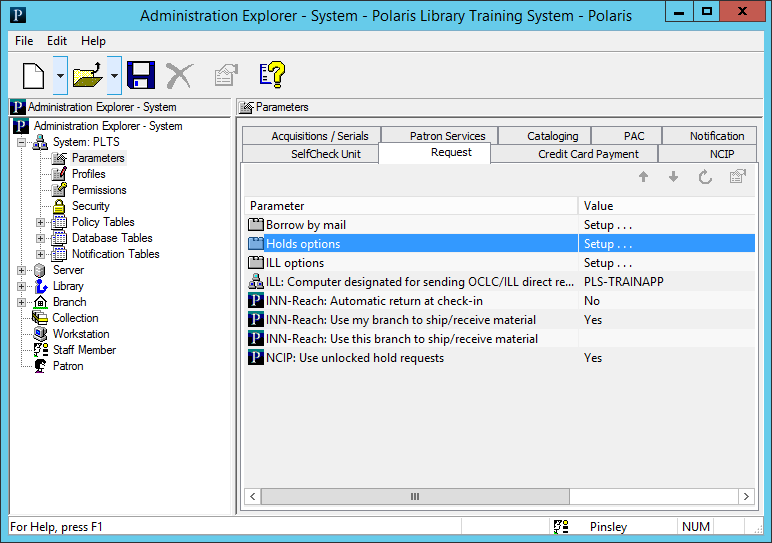 Administration Explorer - System - Polaris Library Training System - Polaris
File Edit Help
Administration Explorer - System
Parameters
Administration Explorer - System
System: PLTS
Parameters
Profiles
Permissions
Security
Policy Tables
Database Tables
Notification Tables
Server
Library
Branch
Collection
Workstation
Staff Member
Patron
Acquisitions / Serials Patron Services Cataloging PAC Notification
SelfCheck Unit Request Credit Card Payment NCIP
Parameter Value
Borrow by mail Setup . . .
Holds options Setup . . .
ILL options Setup . . .
ILL: Computer designated for sending OCLC/ILL direct re... PLS-TRAINAPP
INN-Reach: Automatic return at check-in No
INN-Reach: Use my branch to ship/receive material Yes
INN-Reach: Use this branch to ship/receive material
NCIP: Use unlocked hold requests Yes
For Help, press F1 Pinsley NUM